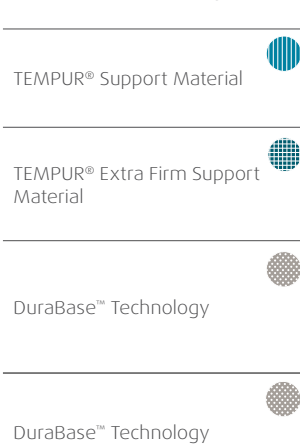 TEMPUR® Support Material
TEMPUR® Extra Firm Support
Material
DuraBase™ Technology
DuraBase™ Technology